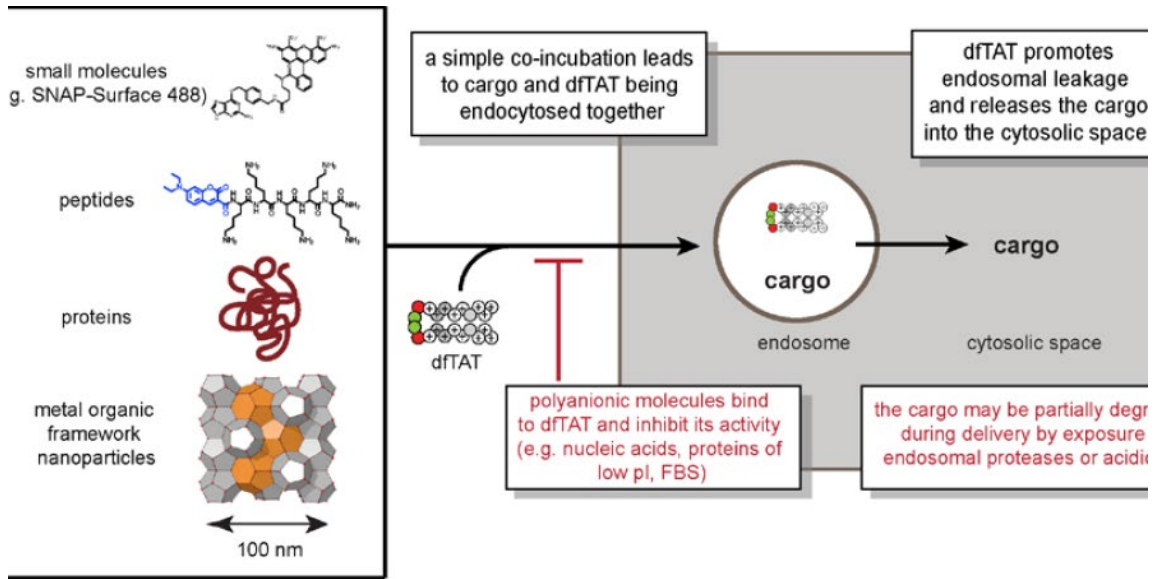 small molecules
g. SNAP-Surface 488)
peptides
proteins
metal organic
framework
nanoparticles
100 nm
a simple co-incubation leads
to cargo and dfTAT being
endocytosed together
dfTAT promotes
endosomal leakage
and releases the cargo
into the cytosolic space
dfTAT
cargo
endosome
cargo
cytosolic space
polyanionic molecules bind
to dfTAT and inhibit its activity
(e.g. nucleic acids, proteins of
low pI, FBS)
the cargo may be partially degr
during delivery by exposure
endosomal proteases or acidic